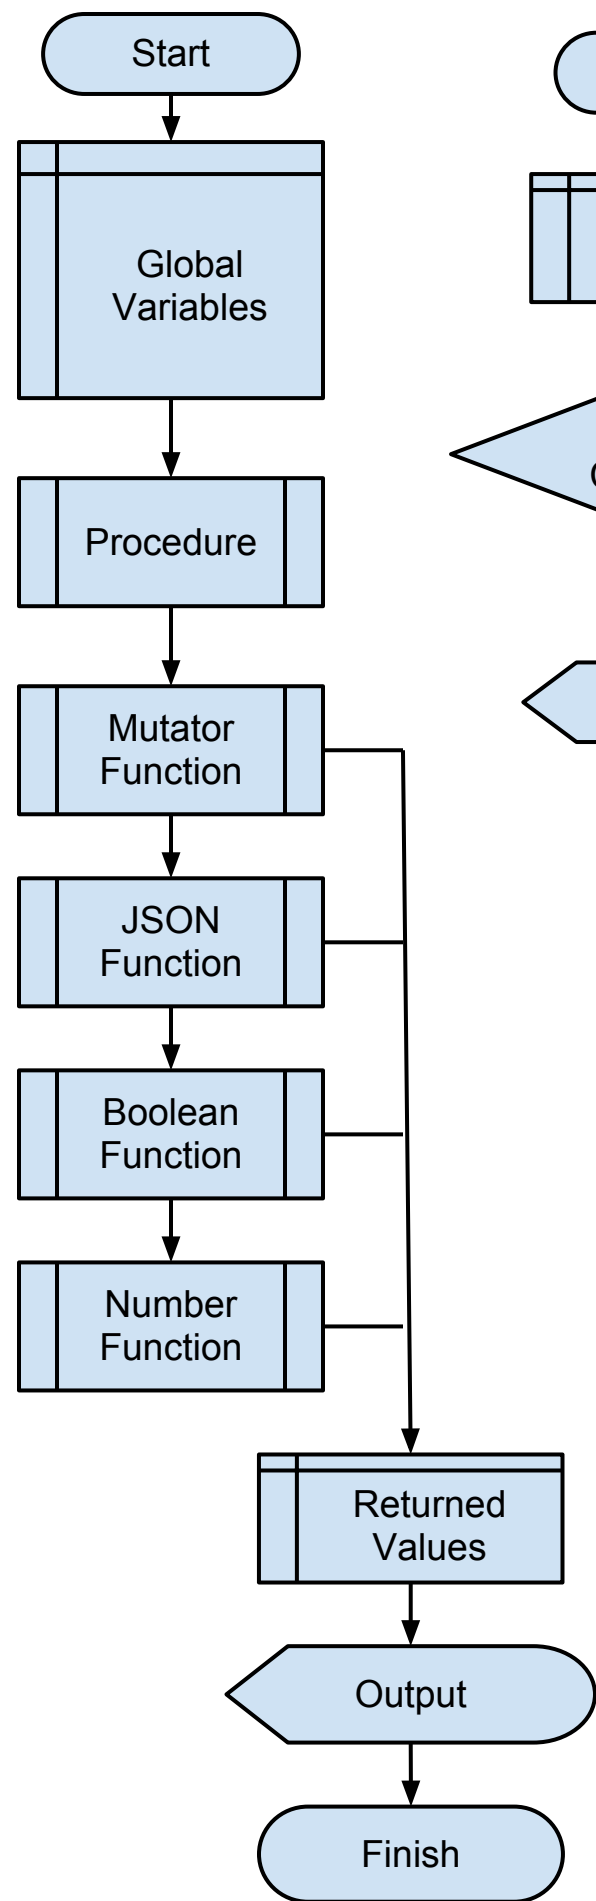 Start
Global
Variables
Procedure
Mutator
Function
JSON
Function
Boolean
Function
Number
Function
Returned
Values
Output
Finish